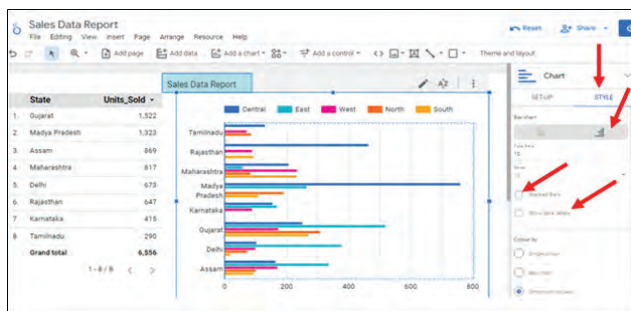 Sales Data Report
File Edit View Insert Page Arrange Resource Help
Reset Share
Add page Add data Add a chart Add a control Theme and layout
Sales Data Report
State Units_Sold
1. Gujarat 1,522
2. Madya Pradesh 1,323
3. Assam 869
4. Maharashtra 817
5. Delhi 673
6. Rajasthan 647
7. Karnataka 415
8. Tamilnadu 290
Grand total 6,556
1-8/8
Central East West North South
Tamilnadu
Rajasthan
Maharashtra
Madya
Pradesh
Karnataka
Gujarat
Delhi
Assam
0 200 400 600 800
Chart
SETUP STYLE
Bar chart
Stacked Bars
Show data labels
Colour by